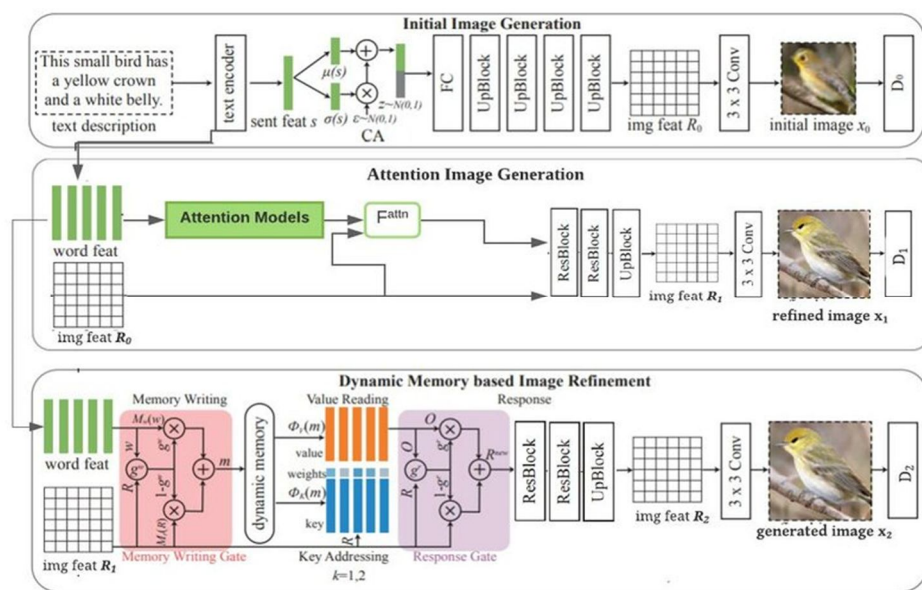 Initial Image Generation
This small bird has
a yellow crown
and a white belly.
text description
text encoder
sent feat s
μ(s)
σ(s)
ε~N(0,1)
z~N(0,1)
CA
FC
UpBlock
UpBlock
UpBlock
UpBlock
img feat R₀
3 x 3 Conv
initial image x₀
D₀
Attention Image Generation
word feat
Attention Models
Fattn
img feat R₀
ResBlock
ResBlock
UpBlock
img feat R₁
3 x 3 Conv
refined image x₁
D₁
Dynamic Memory based Image Refinement
word feat
img feat R₁
Memory Writing
w
R
gʷ
gʷ
1-gʷ
m
Memory Writing Gate
dynamic memory
Value Reading
value
weights
key
R
Key Addressing
k=1,2
Response
O
O
R
gʳ
gʳ
1-gʳ
Rⁿᵉʷ
Response Gate
ResBlock
ResBlock
UpBlock
img feat R₂
3 x 3 Conv
generated image x₂
D₂